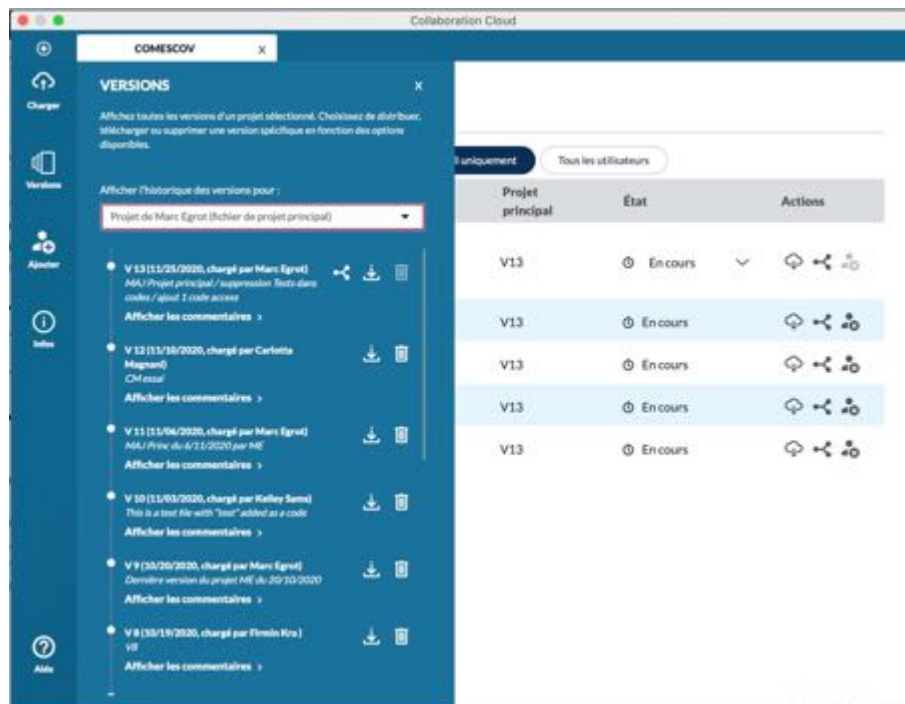 Collaboration Cloud
COMESCOV X
Charger
Versions
Ajouter
Infos
Aide
VERSIONS X
Affichez toutes les versions d'un projet sélectionné. Choisissez de distribuer,
télécharger ou supprimer une version spécifique en fonction des options
disponibles.
Afficher l'historique des versions pour :
Projet de Marc Egrot (fichier de projet principal)
V 13 (11/25/2020, chargé par Marc Egrot)
MAJ Projet principal / suppression Tests dans
codes / ajout 1 code access
Afficher les commentaires >
V 12 (11/10/2020, chargé par Carlotta
Magnani)
CM essai
Afficher les commentaires >
V 11 (11/06/2020, chargé par Marc Egrot)
MAJ Princ du 6/11/2020 par ME
Afficher les commentaires >
V 10 (11/03/2020, chargé par Kelley Sams)
This is a test file with "test" added as a code
Afficher les commentaires >
V 9 (10/20/2020, chargé par Marc Egrot)
Dernière version du projet ME du 20/10/2020
Afficher les commentaires >
V 8 (10/19/2020, chargé par Firmin Kra )
V8
Afficher les commentaires >
uniquement Tous les utilisateurs
Projet
principal
État Actions
V13 En cours
V13 En cours
V13 En cours
V13 En cours
V13 En cours